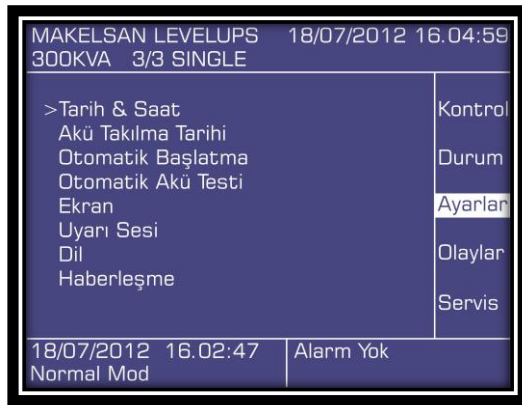 MAKELSAN LEVELUPS 18/07/2012 16.04:59
300KVA 3/3 SINGLE
>Tarih & Saat
Akü Takılma Tarihi
Otomatik Başlatma
Otomatik Akü Testi
Ekran
Uyarı Sesi
Dil
Haberleşme
Kontrol
Durum
Ayarlar
Olaylar
Servis
18/07/2012 16.02:47
Normal Mod
Alarm Yok